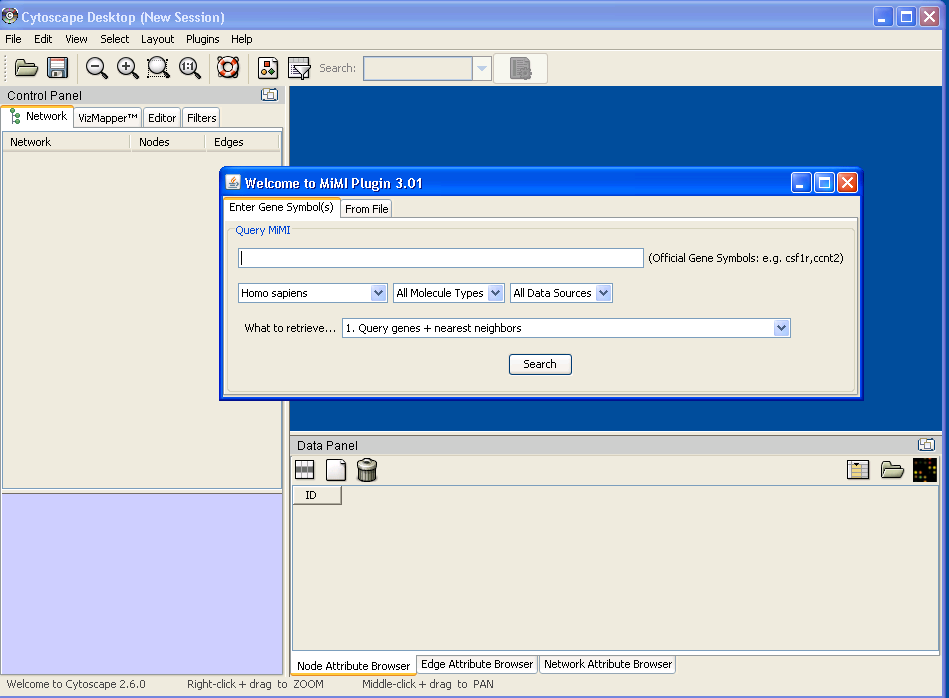 Cytoscape Desktop (New Session)
File Edit View Select Layout Plugins Help
1:1 Search:
Control Panel
Network VizMapper™ Editor Filters
Network Nodes Edges
Welcome to MiMI Plugin 3.01
Enter Gene Symbol(s) From File
Query MiMI
(Official Gene Symbols: e.g. csf1r,ccnt2)
Homo sapiens All Molecule Types All Data Sources
What to retrieve... 1. Query genes + nearest neighbors
Search
Data Panel
ID
Node Attribute Browser Edge Attribute Browser Network Attribute Browser
Welcome to Cytoscape 2.6.0 Right-click + drag to ZOOM Middle-click + drag to PAN